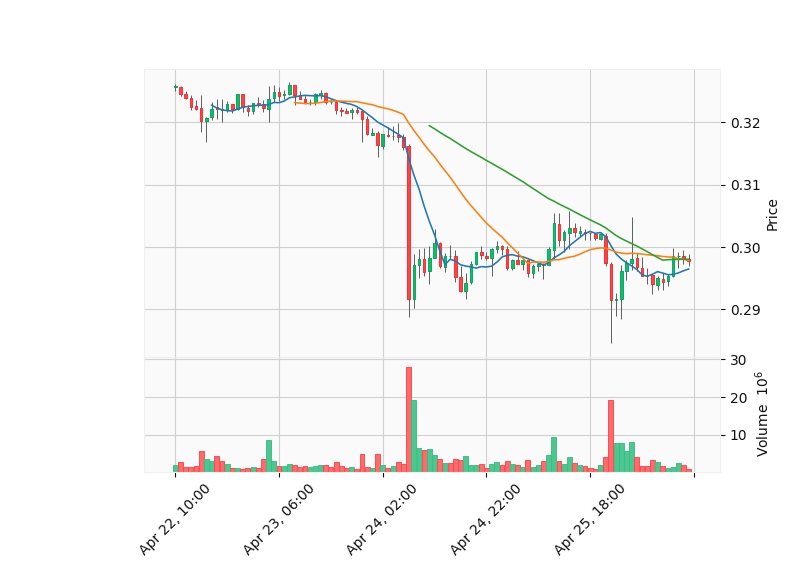 0.32
0.31
0.30
0.29
Price
30
20
10
Volume 10^6
Apr 22, 10:00
Apr 23, 06:00
Apr 24, 02:00
Apr 24, 22:00
Apr 25, 18:00